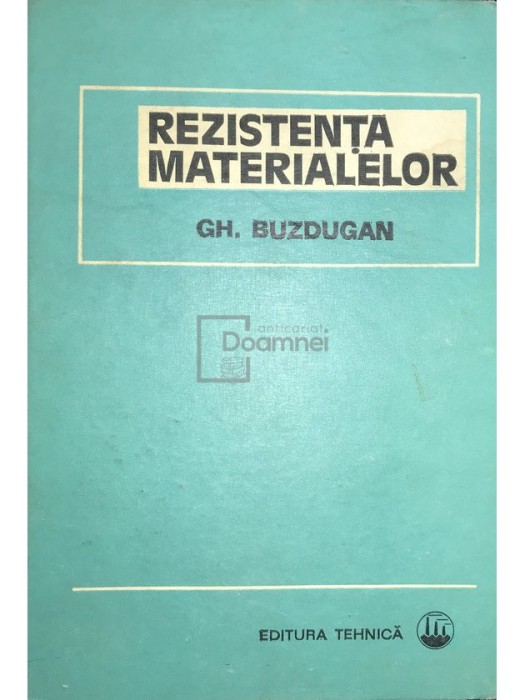 REZISTENȚA
MATERIALELOR
GH. BUZDUGAN
anticariat
Doamnei
EDITURA TEHNICĂ